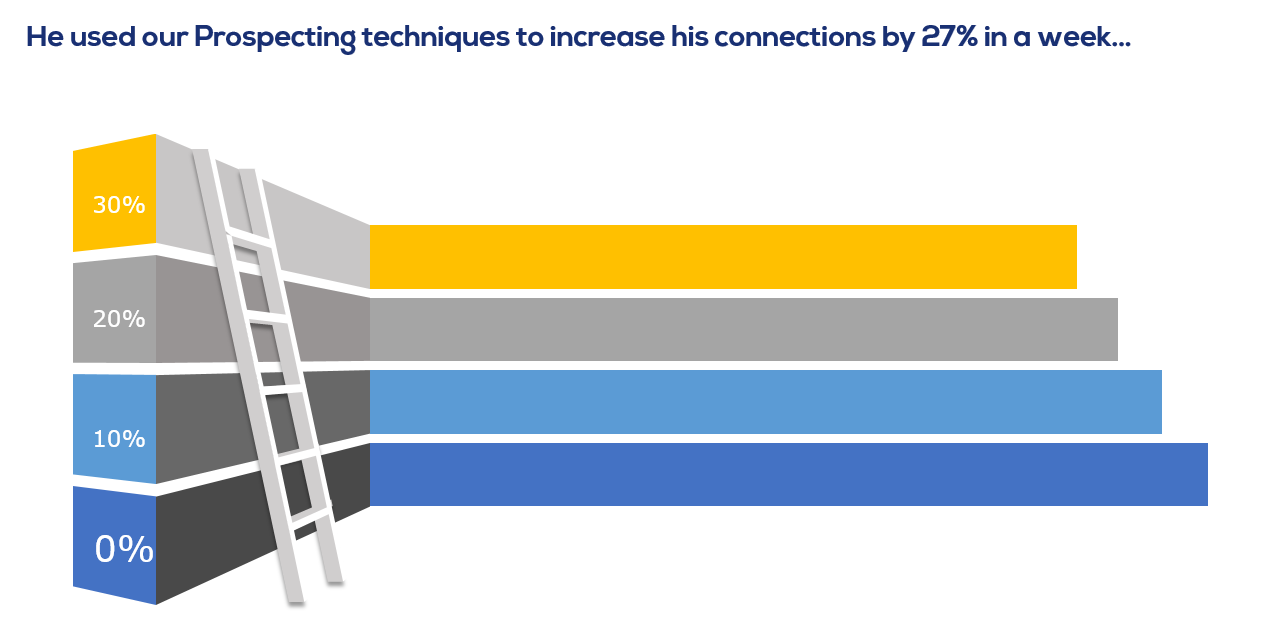 He used our Prospecting techniques to increase his connections by 27% in a week...
30%
20%
10%
0%